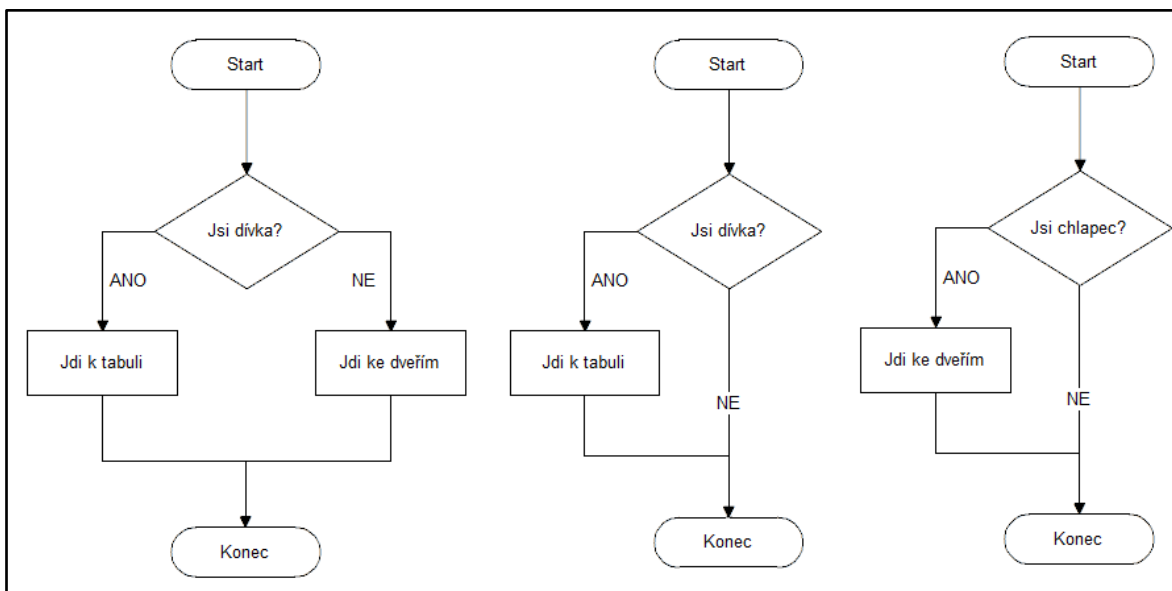 Start
Jsi dívka?
ANO
NE
Jdi k tabuli
Jdi ke dveřím
Konec
Start
Jsi dívka?
ANO
Jdi k tabuli
NE
Konec
Start
Jsi chlapec?
ANO
Jdi ke dveřím
NE
Konec